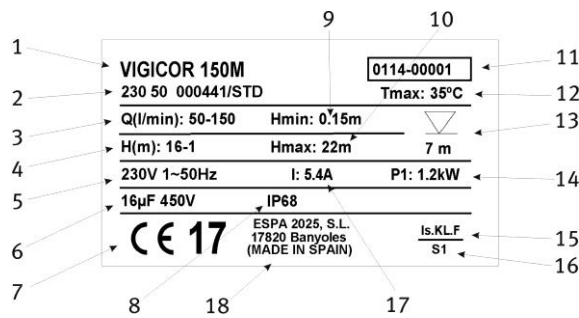 9
10
1
VIGICOR 150M
0114-00001
11
2
230 50 000441/STD
Tmax: 35ºC
12
3
Q(l/min): 50-150
Hmin: 0.15m
13
4
H(m): 16-1
Hmax: 22m
7 m
5
230V 1~50Hz
I: 5.4A
P1: 1.2kW
14
6
16µF 450V
IP68
7
CE 17
ESPA 2025, S.L.
17820 Banyoles
(MADE IN SPAIN)
Is.KL.F
15
S1
16
8
18
17